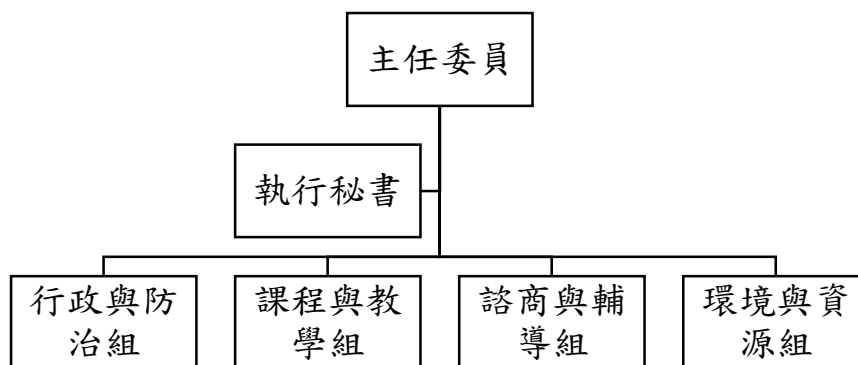 主任委員
執行秘書
行政與防
治組
課程與教
學組
諮商與輔
導組
環境與資
源組